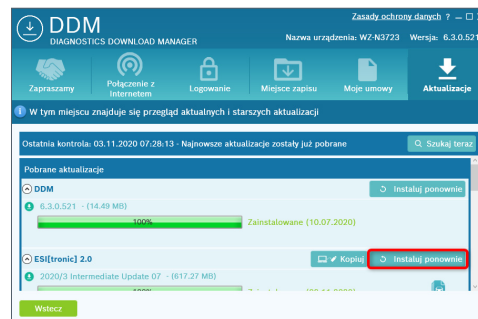 Zasady ochrony danych ? – □
DDM
DIAGNOSTICS DOWNLOAD MANAGER
Nazwa urządzenia: WZ-N3723 Wersja: 6.3.0.521
Zapraszamy
Połączenie z Internetem
Logowanie
Miejsce zapisu
Moje umowy
Aktualizacje
W tym miejscu znajduje się przegląd aktualnych i starszych aktualizacji
Ostatnia kontrola: 03.11.2020 07:28:13 - Najnowsze aktualizacje zostały już pobrane
Szukaj teraz
Pobrane aktualizacje
DDM
Instaluj ponownie
6.3.0.521 - (14.49 MB)
100% Zainstalowane (10.07.2020)
ESI[tronic] 2.0
Kopiuj
Instaluj ponownie
2020/3 Intermediate Update 07 - (617.27 MB)
Wstecz